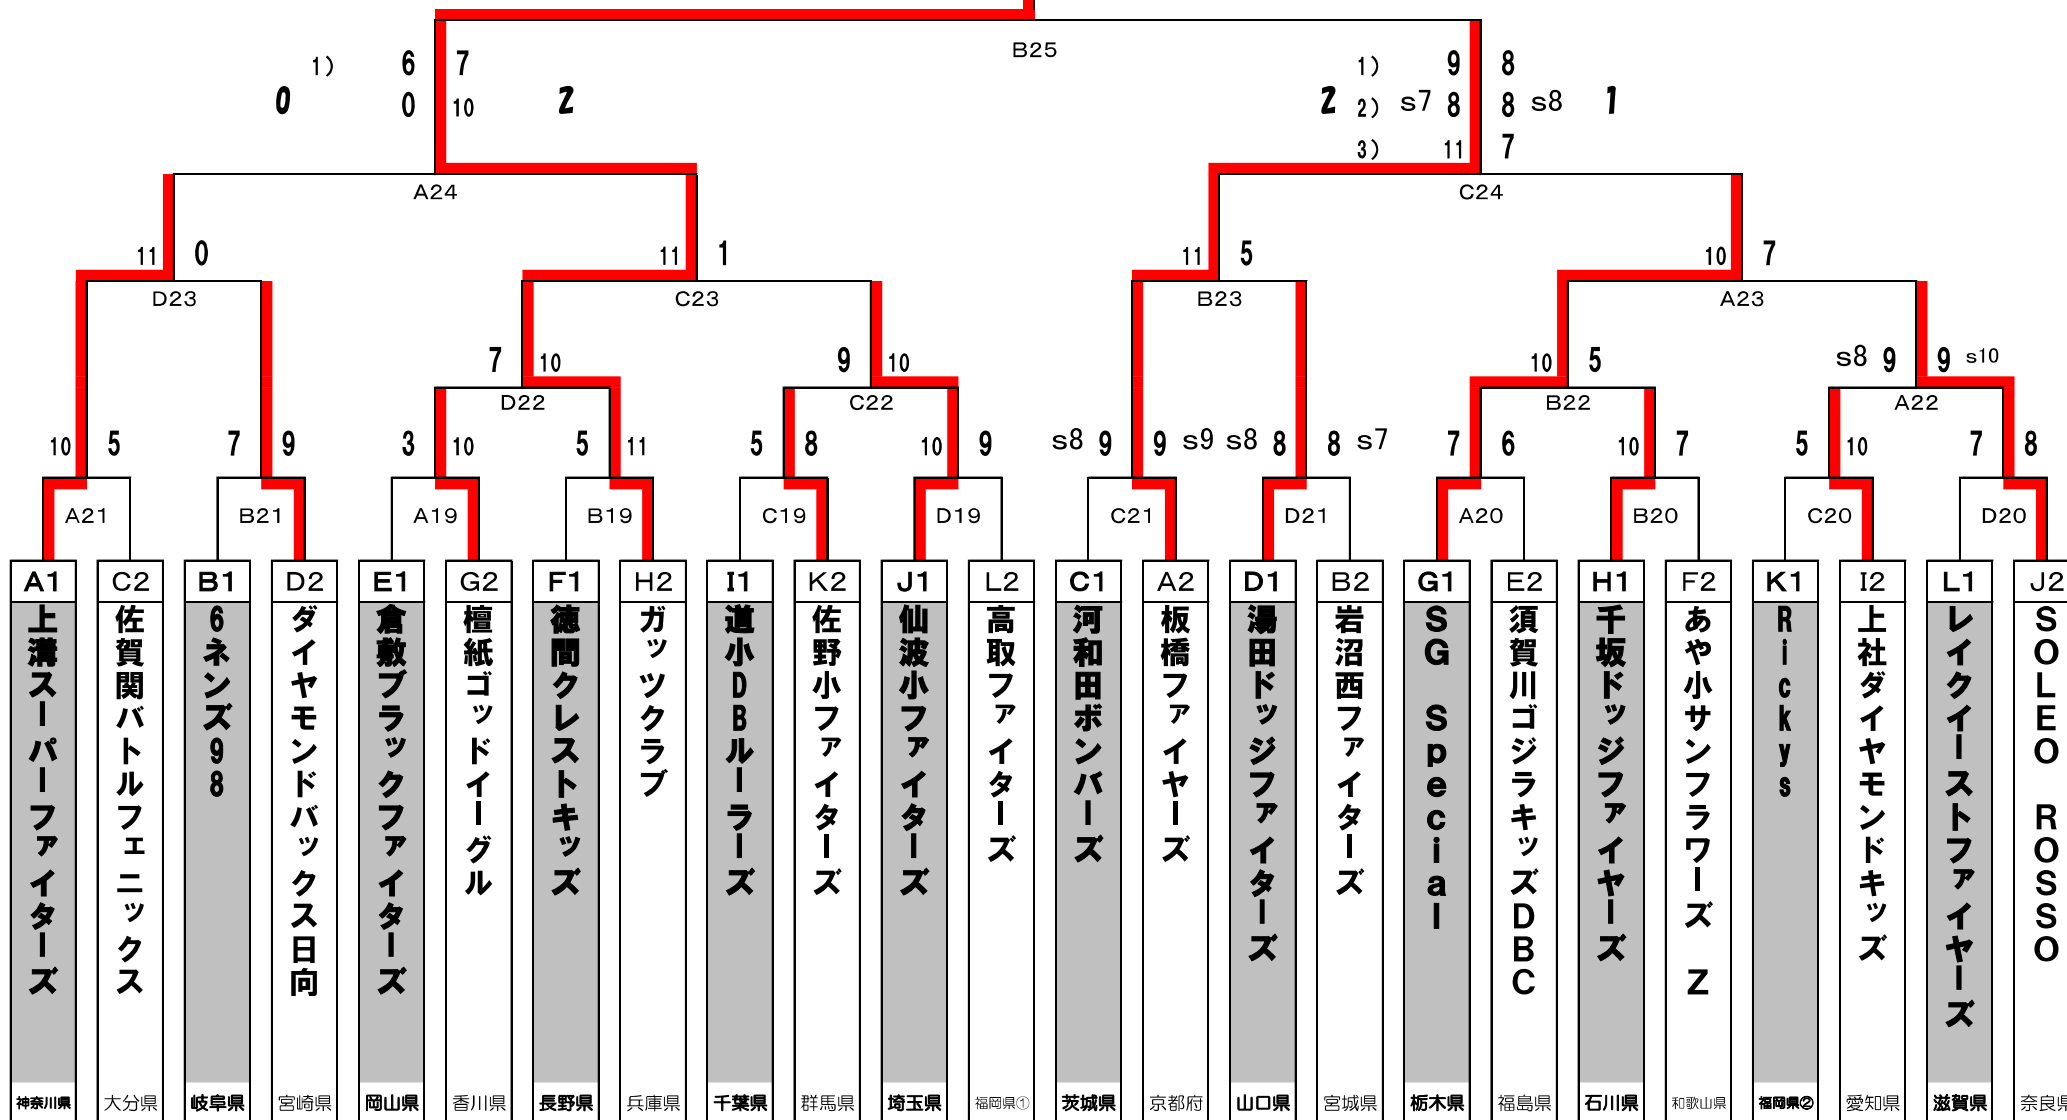 B25
1) 6 7 1) 9 8
0 0 10 2 2 2) s7 8 8 s8 1
3) 11 7
A24 C24
11 0 11 1 11 5 10 7
D23 C23 B23 A23
7 10 9 10 10 5 s8 9 9 s10
D22 C22 B22 A22
10 5 7 9 3 10 5 11 5 8 10 9 s8 9 9 s9 s8 8 8 s7 7 6 10 7 5 10 7 8
A21 B21 A19 B19 C19 D19 C21 D21 A20 B20 C20 D20
A1 C2 B1 D2 E1 G2 F1 H2 I1 K2 J1 L2 C1 A2 D1 B2 G1 E2 H1 F2 K1 I2 L1 J2
上溝スーパーファイターズ
佐賀関バトルフェニックス
6ネンズ98
ダイヤモンドバックス日向
倉敷ブラックファイターズ
檀紙ゴッドイーグル
徳間クレストキッズ
ガッツクラブ
道小DBルーラーズ
佐野小ファイターズ
仙波小ファイターズ
高取ファイターズ
河和田ボンバーズ
板橋ファイヤーズ
湯田ドッジファイターズ
岩沼西ファイターズ
SG Special
須賀川ゴジラキッズDBC
千坂ドッジファイヤーズ
あや小サンフラワーズ Z
Rickys
上社ダイヤモンドキッズ
レイクイーストファイヤーズ
SOLEO ROSSO
神奈川県 大分県 岐阜県 宮崎県 岡山県 香川県 長野県 兵庫県 千葉県 群馬県 埼玉県 福岡県① 茨城県 京都府 山口県 宮城県 栃木県 福島県 石川県 和歌山県 福岡県② 愛知県 滋賀県 奈良県